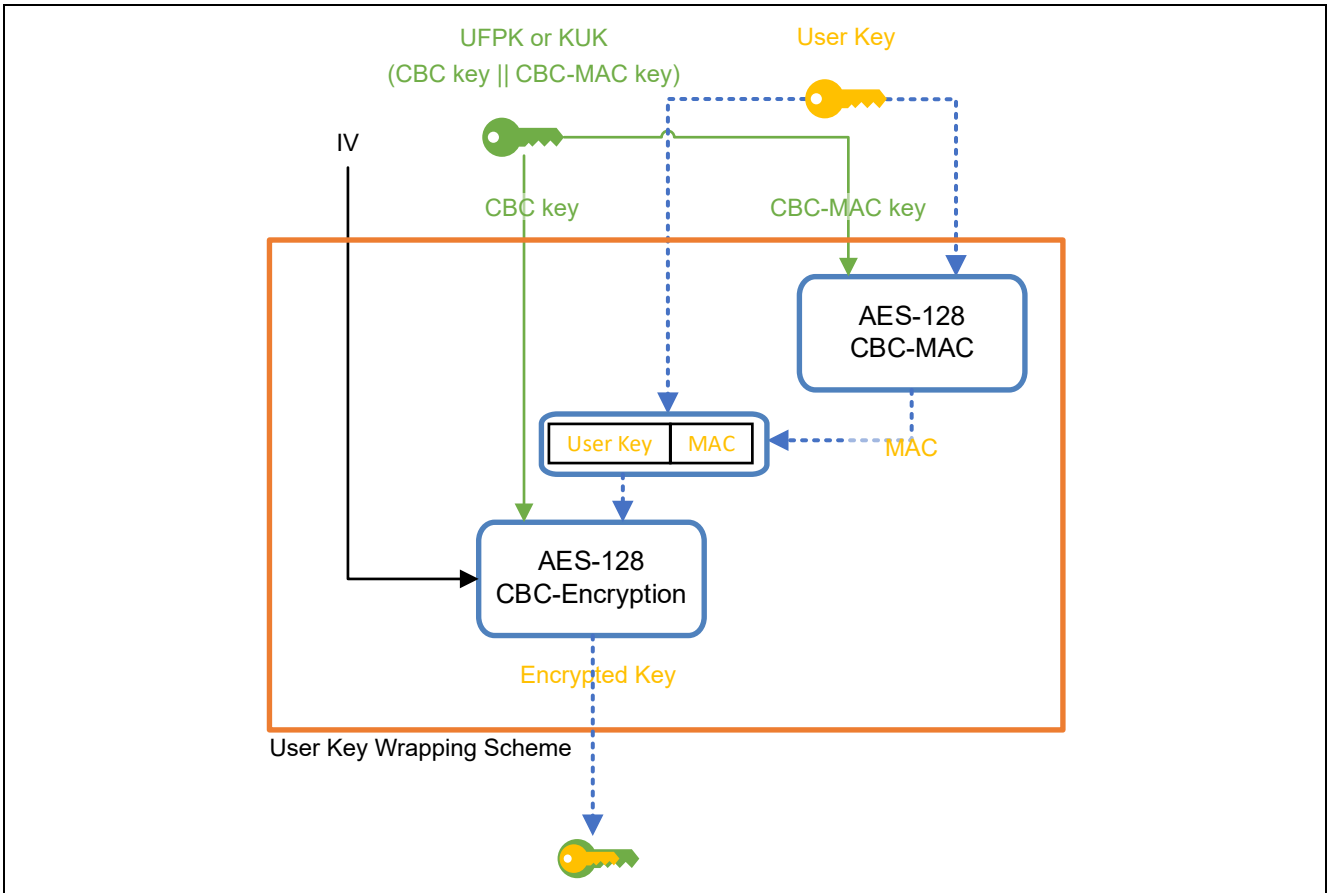 UFPK or KUK
(CBC key || CBC-MAC key)
User Key
IV
CBC key
CBC-MAC key
AES-128
CBC-MAC
User Key
MAC
MAC
AES-128
CBC-Encryption
Encrypted Key
User Key Wrapping Scheme